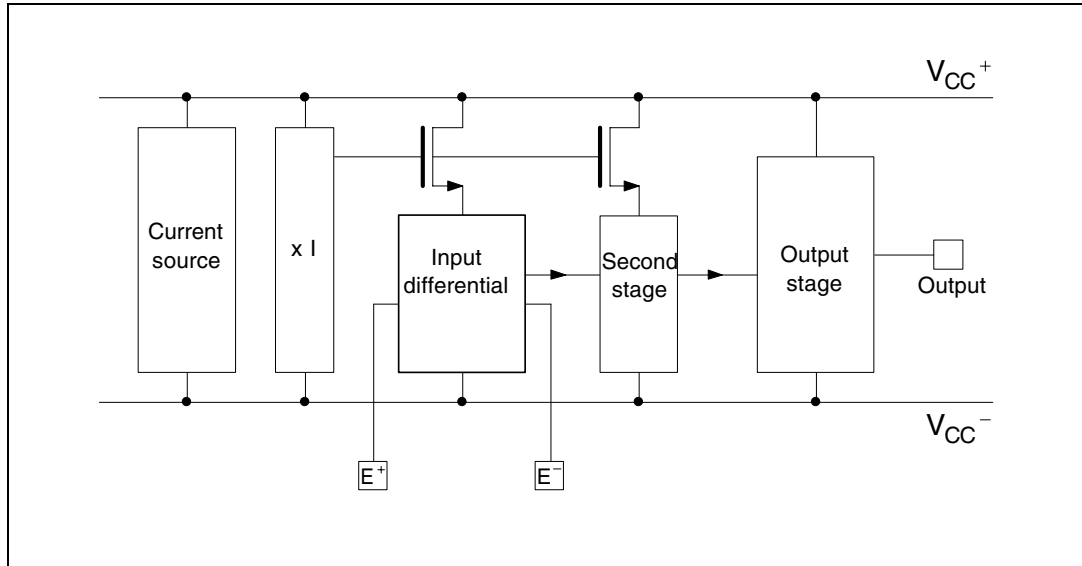 VCC+
Current
source
x I
Input
differential
Second
stage
Output
stage
Output
VCC−
E+
E−